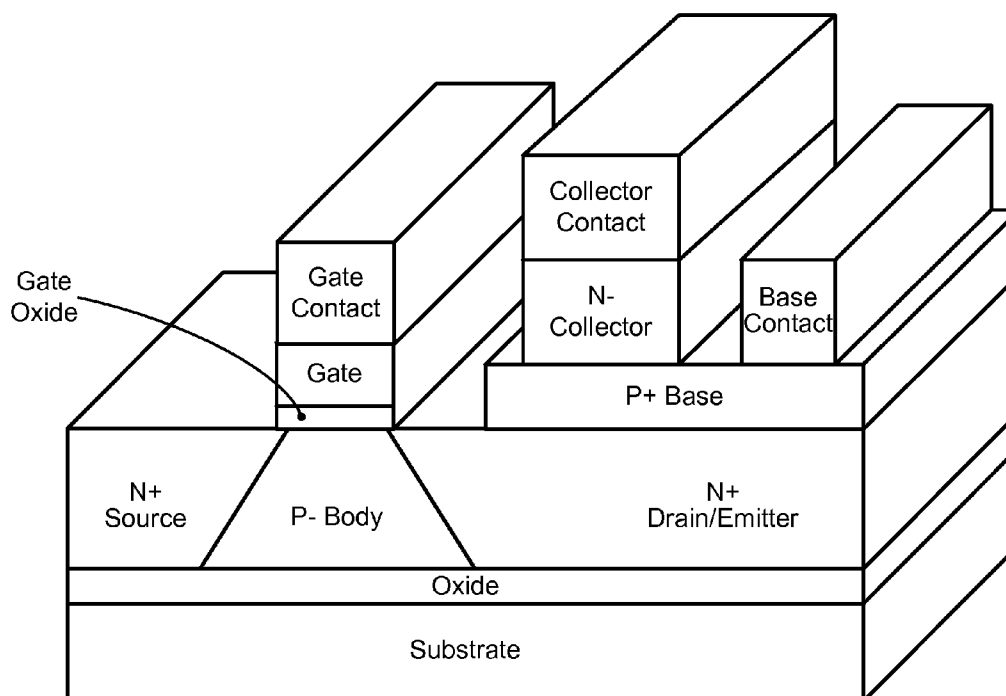 Collector
Contact
Gate
Oxide
Gate
Contact
N-
Collector
Base
Contact
Gate
P+ Base
N+
Source
P- Body
N+
Drain/Emitter
Oxide
Substrate